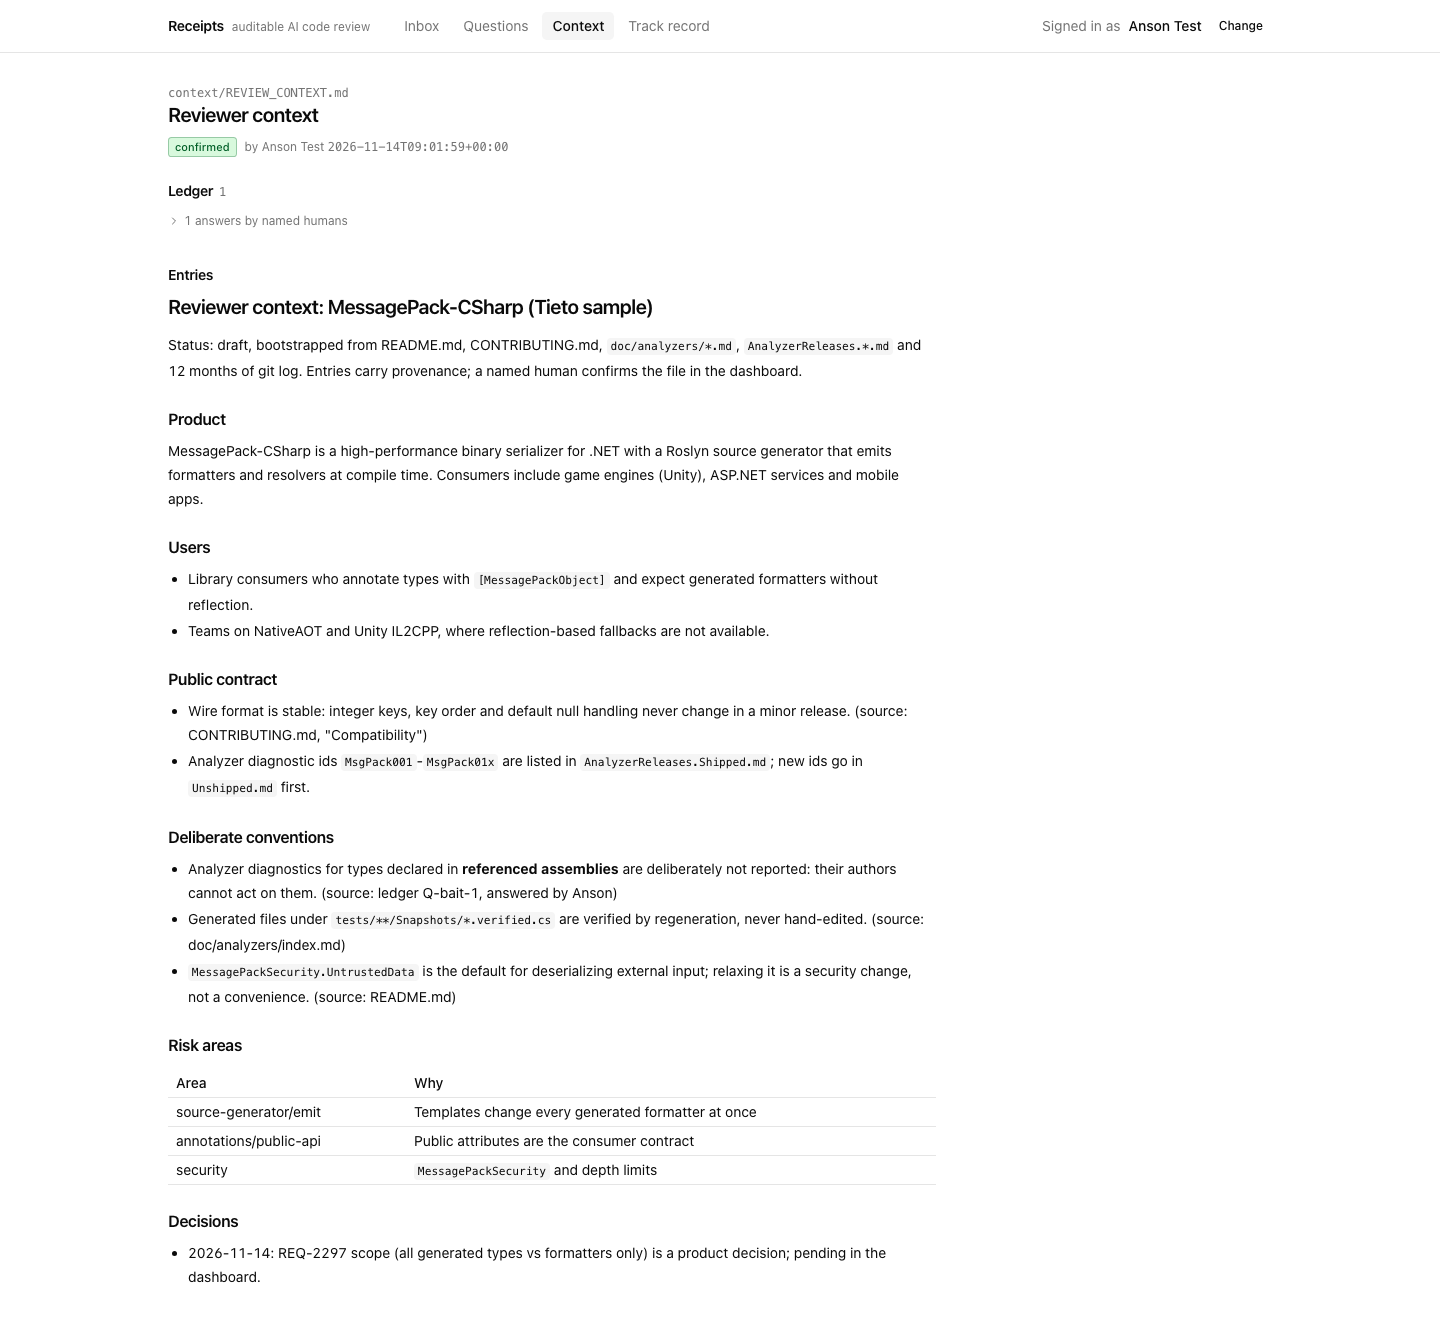 Receipts auditable AI code review Inbox Questions Context Track record Signed in as Anson Test Change
context/REVIEW_CONTEXT.md
Reviewer context
confirmed by Anson Test 2026-11-14T09:01:59+00:00
Ledger 1
1 answers by named humans
Entries
Reviewer context: MessagePack-CSharp (Tieto sample)
Status: draft, bootstrapped from README.md, CONTRIBUTING.md, doc/analyzers/*.md, AnalyzerReleases.*.md and
12 months of git log. Entries carry provenance; a named human confirms the file in the dashboard.
Product
MessagePack-CSharp is a high-performance binary serializer for .NET with a Roslyn source generator that emits
formatters and resolvers at compile time. Consumers include game engines (Unity), ASP.NET services and mobile
apps.
Users
• Library consumers who annotate types with [MessagePackObject] and expect generated formatters without
reflection.
• Teams on NativeAOT and Unity IL2CPP, where reflection-based fallbacks are not available.
Public contract
• Wire format is stable: integer keys, key order and default null handling never change in a minor release. (source:
CONTRIBUTING.md, "Compatibility")
• Analyzer diagnostic ids MsgPack001-MsgPack01x are listed in AnalyzerReleases.Shipped.md; new ids go in
Unshipped.md first.
Deliberate conventions
• Analyzer diagnostics for types declared in referenced assemblies are deliberately not reported: their authors
cannot act on them. (source: ledger Q-bait-1, answered by Anson)
• Generated files under tests/**/Snapshots/*.verified.cs are verified by regeneration, never hand-edited. (source:
doc/analyzers/index.md)
• MessagePackSecurity.UntrustedData is the default for deserializing external input; relaxing it is a security change,
not a convenience. (source: README.md)
Risk areas
Area Why
source-generator/emit Templates change every generated formatter at once
annotations/public-api Public attributes are the consumer contract
security MessagePackSecurity and depth limits
Decisions
• 2026-11-14: REQ-2297 scope (all generated types vs formatters only) is a product decision; pending in the
dashboard.